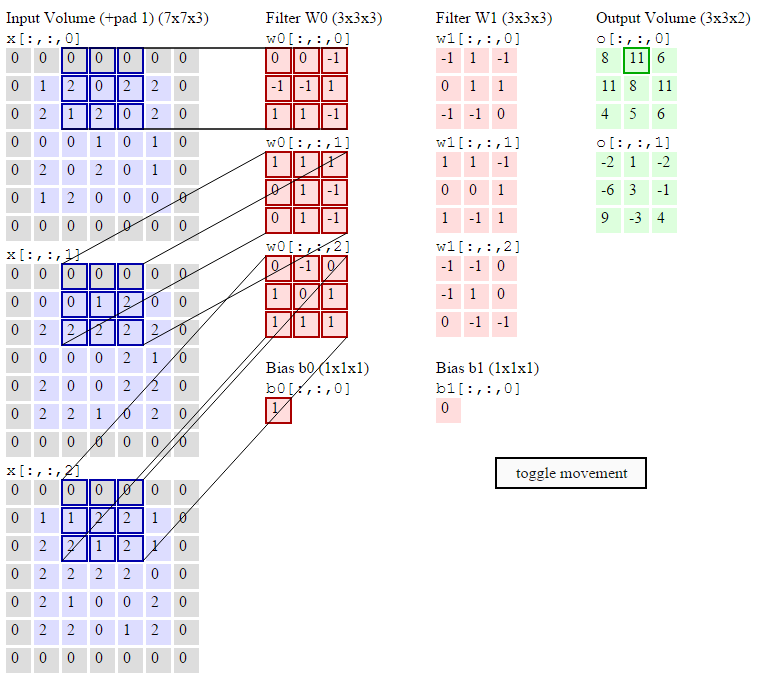 Input Volume (+pad 1) (7x7x3) Filter W0 (3x3x3) Filter W1 (3x3x3) Output Volume (3x3x2)
x[:,:,0] w0[:,:,0] w1[:,:,0] o[:,:,0]
0 0 0 0 0 0 0 0 0 -1 -1 1 -1 8 11 6
0 1 2 0 2 2 0 -1 -1 1 0 1 1 11 8 11
0 2 1 2 0 2 0 1 1 -1 -1 -1 0 4 5 6
0 0 0 1 0 1 0 w0[:,:,1] w1[:,:,1] o[:,:,1]
0 2 0 2 0 1 0 1 1 1 1 1 -1 -2 1 -2
0 1 2 0 0 0 0 0 1 -1 0 0 1 -6 3 -1
0 0 0 0 0 0 0 0 1 -1 1 -1 1 9 -3 4
x[:,:,1] w0[:,:,2] w1[:,:,2]
0 0 0 0 0 0 0 0 -1 0 -1 -1 0
0 0 0 1 2 0 0 1 0 1 -1 1 0
0 2 2 2 2 2 0 1 1 1 0 -1 -1
0 0 0 0 2 1 0 Bias b0 (1x1x1) Bias b1 (1x1x1)
0 2 0 0 2 2 0 b0[:,:,0] b1[:,:,0]
0 2 2 1 0 2 0 1 0
0 0 0 0 0 0 0
x[:,:,2] toggle movement
0 0 0 0 0 0 0
0 1 1 2 2 1 0
0 2 2 1 2 1 0
0 2 2 2 2 0 0
0 2 1 0 0 2 0
0 2 2 0 1 2 0
0 0 0 0 0 0 0